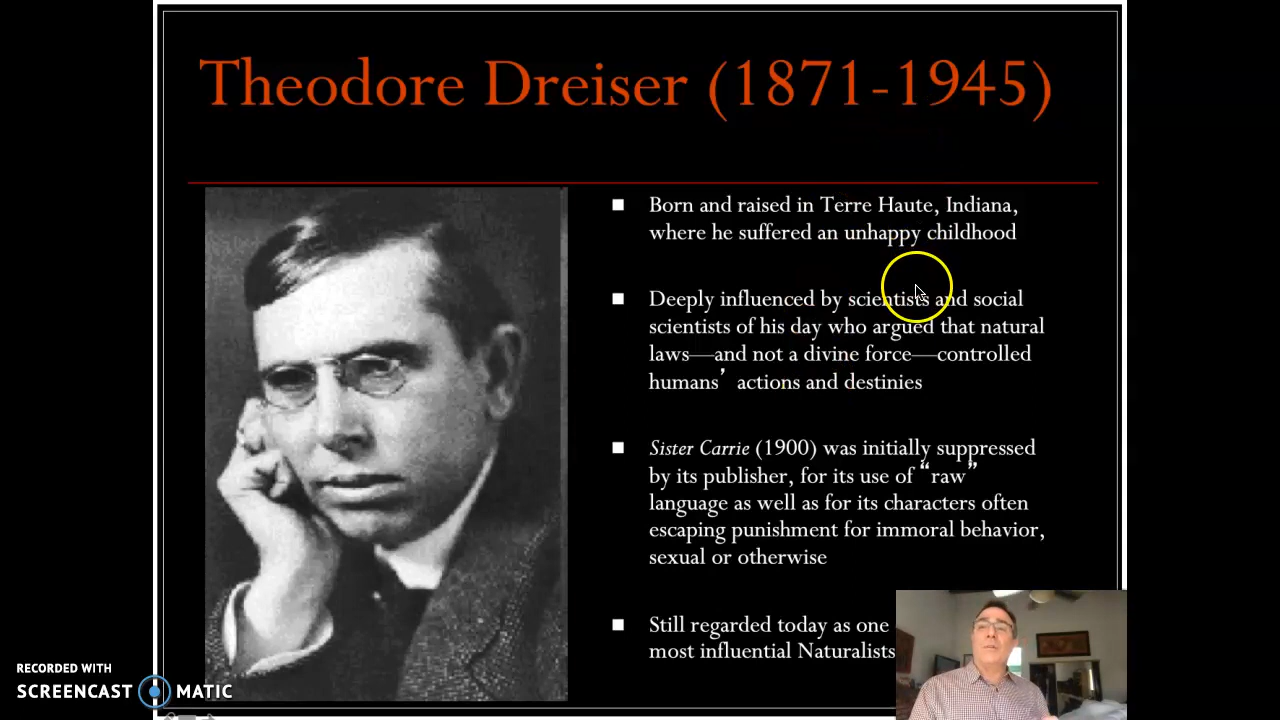 Theodore Dreiser (1871-1945)
Born and raised in Terre Haute, Indiana,
where he suffered an unhappy childhood
Deeply influenced by scientists and social
scientists of his day who argued that natural
laws—and not a divine force—controlled
humans’ actions and destinies
Sister Carrie (1900) was initially suppressed
by its publisher, for its use of “raw”
language as well as for its characters often
escaping punishment for immoral behavior,
sexual or otherwise
Still regarded today as one
most influential Naturalists
RECORDED WITH
SCREENCAST MATIC